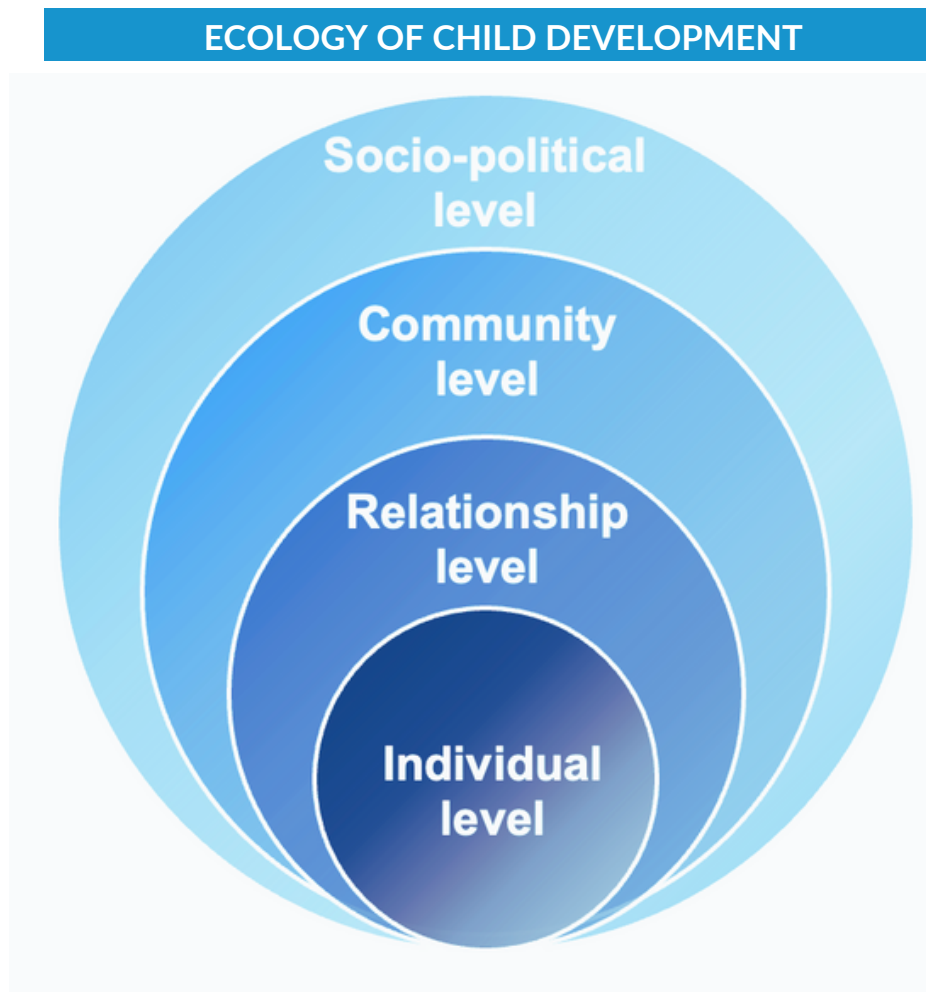 ECOLOGY OF CHILD DEVELOPMENT
Socio-political
level
Community
level
Relationship
level
Individual
level